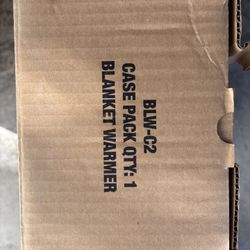 BLW-C2
CASE PACK QTY: 1
BLANKET WARMER